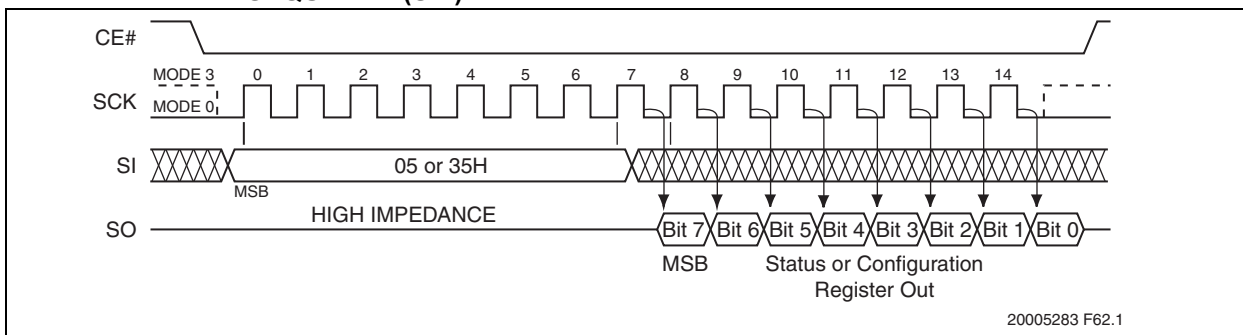 CE#
MODE 3 0 1 2 3 4 5 6 7 8 9 10 11 12 13 14
SCK
MODE 0
SI 05 or 35H
MSB
HIGH IMPEDANCE
SO Bit 7 Bit 6 Bit 5 Bit 4 Bit 3 Bit 2 Bit 1 Bit 0
MSB Status or Configuration
Register Out
20005283 F62.1